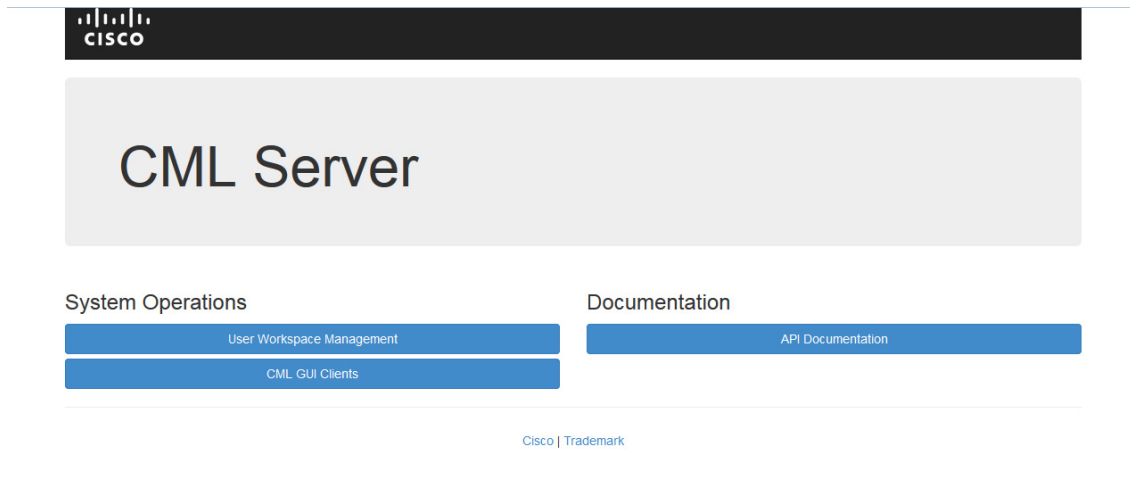 CISCO
CML Server
System Operations
User Workspace Management
CML GUI Clients
Documentation
API Documentation
Cisco | Trademark